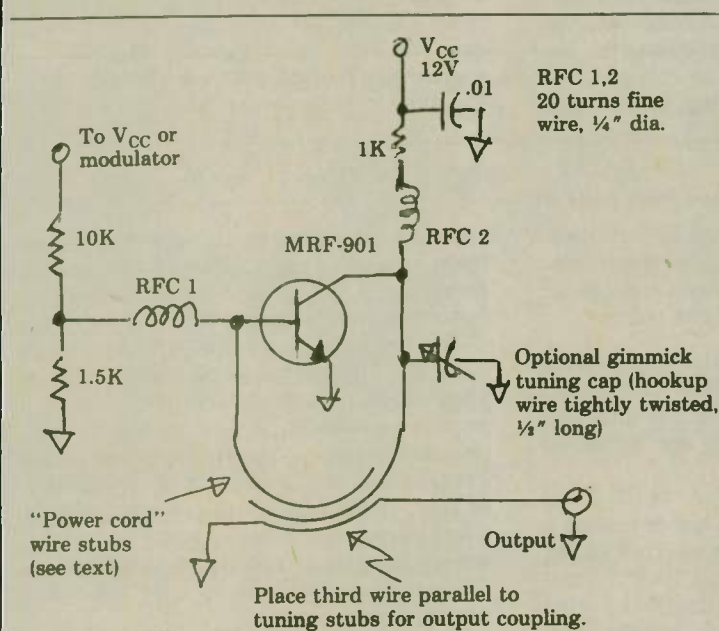 V_CC
12V
.01
RFC 1,2
20 turns fine
wire, ¼" dia.
To V_CC or
modulator
1K
10K
MRF-901
RFC 2
RFC 1
1.5K
Optional gimmick
tuning cap (hookup
wire tightly twisted,
½" long)
"Power cord"
wire stubs
(see text)
Output
Place third wire parallel to
tuning stubs for output coupling.